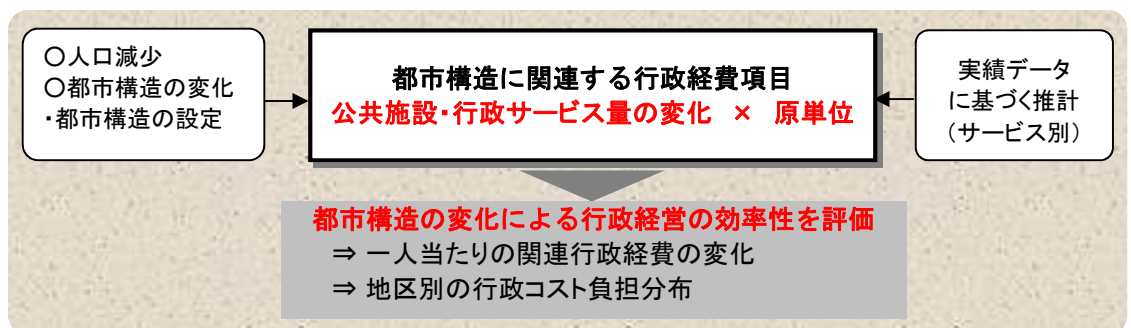 〇人口減少
〇都市構造の変化
・都市構造の設定
都市構造に関連する行政経費項目
公共施設・行政サービス量の変化 × 原単位
実績データ
に基づく推計
（サービス別）
都市構造の変化による行政経営の効率性を評価
⇒ 一人当たりの関連行政経費の変化
⇒ 地区別の行政コスト負担分布